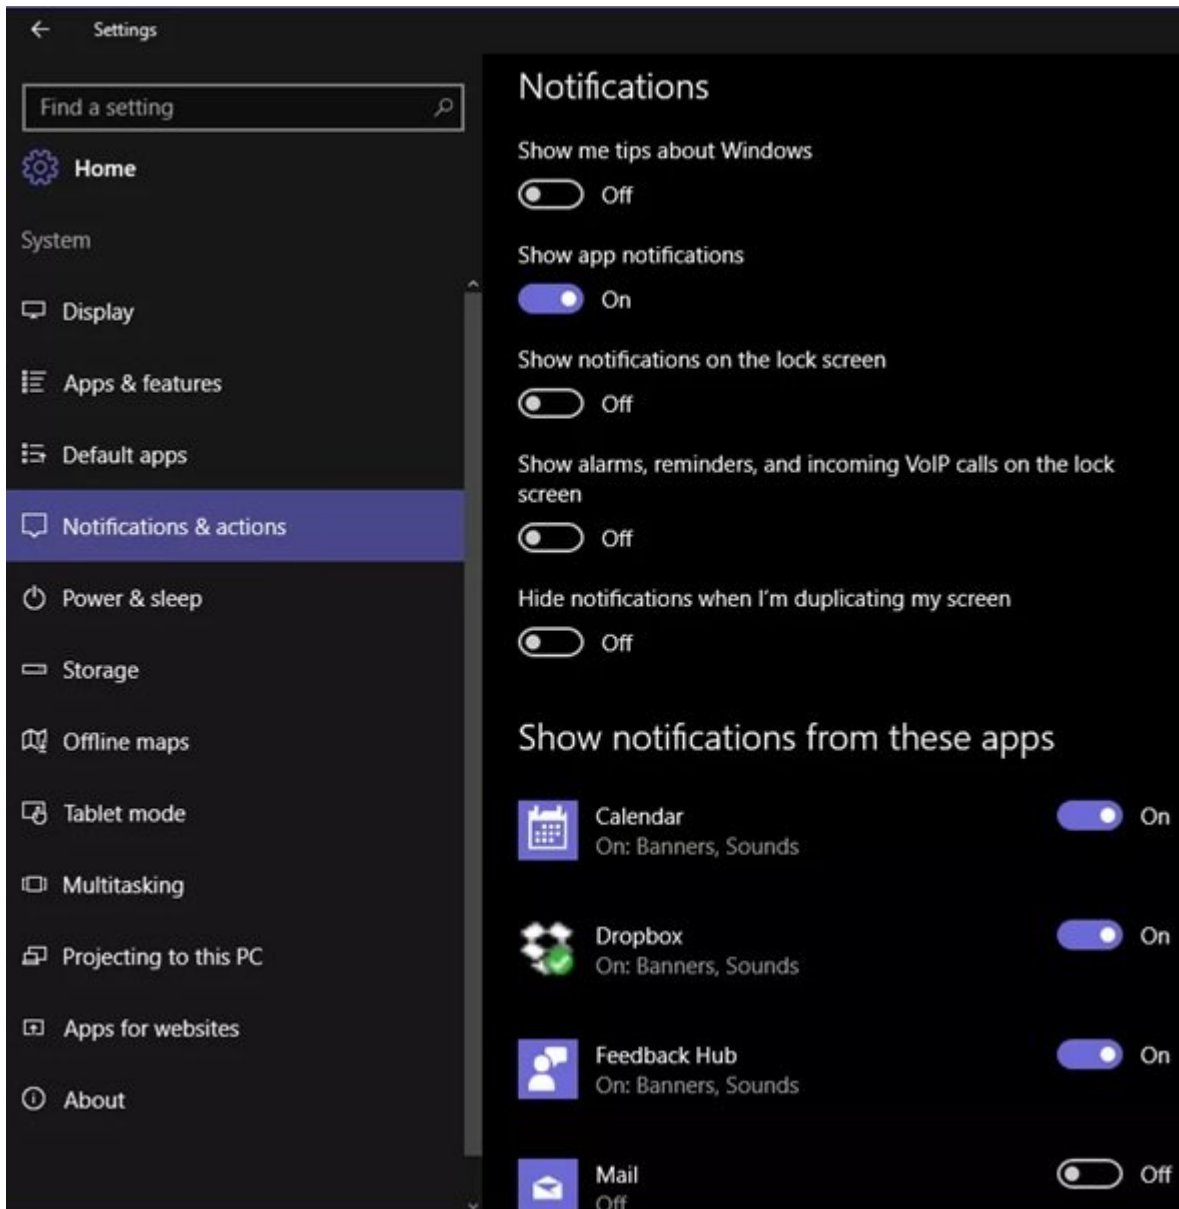 Settings
Find a setting
Home
System
Display
Apps & features
Default apps
Notifications & actions
Power & sleep
Storage
Offline maps
Tablet mode
Multitasking
Projecting to this PC
Apps for websites
About
Notifications
Show me tips about Windows
Off
Show app notifications
On
Show notifications on the lock screen
Off
Show alarms, reminders, and incoming VoIP calls on the lock
screen
Off
Hide notifications when I'm duplicating my screen
Off
Show notifications from these apps
Calendar
On
On: Banners, Sounds
Dropbox
On
On: Banners, Sounds
Feedback Hub
On
On: Banners, Sounds
Mail
Off
Off